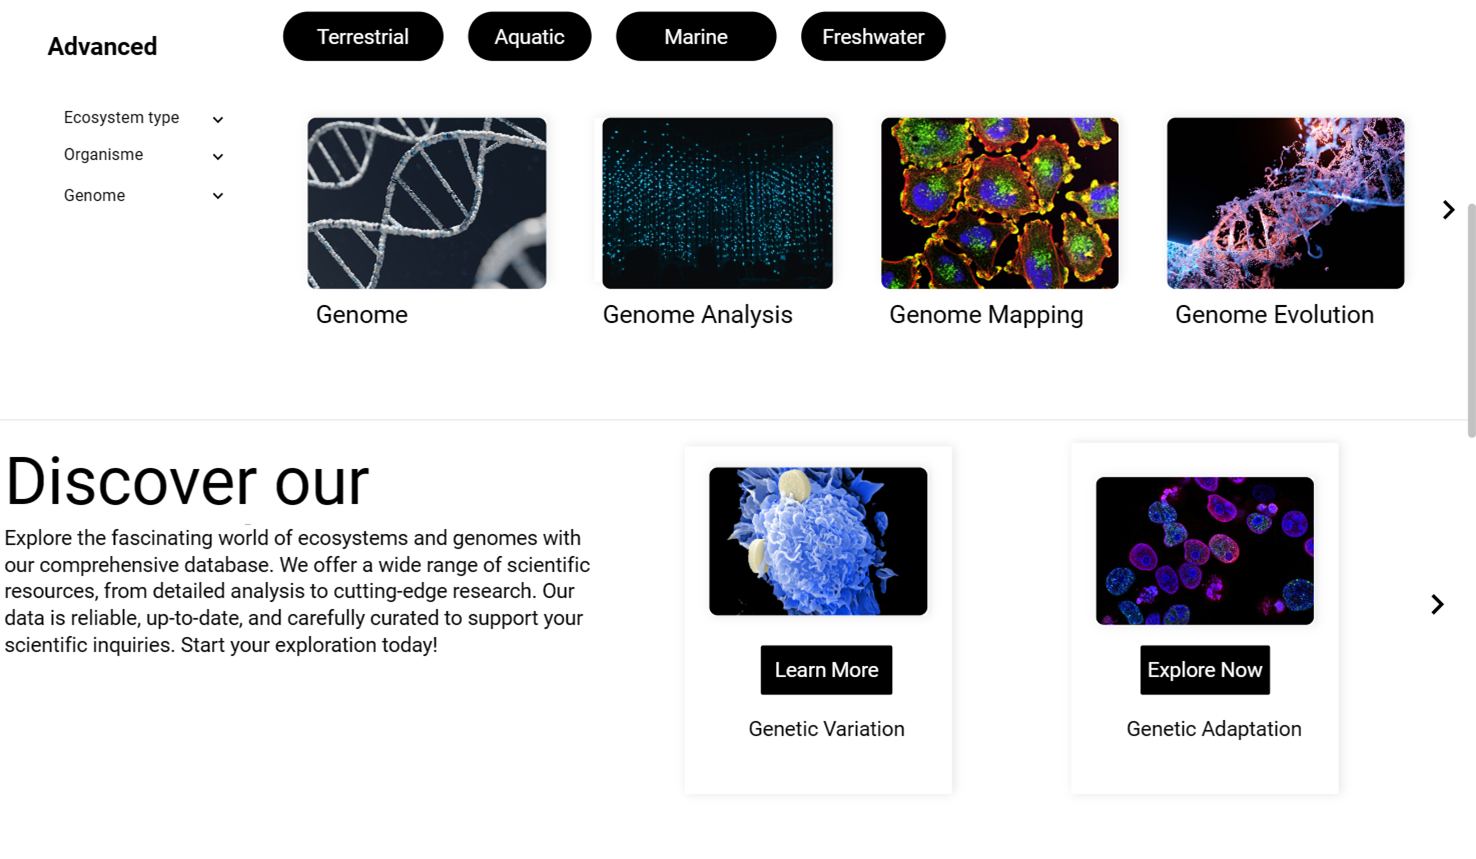 Advanced
Terrestrial
Aquatic
Marine
Freshwater
Ecosystem type
Organisme
Genome
Genome
Genome Analysis
Genome Mapping
Genome Evolution
Discover our
Explore the fascinating world of ecosystems and genomes with
our comprehensive database. We offer a wide range of scientific
resources, from detailed analysis to cutting-edge research. Our
data is reliable, up-to-date, and carefully curated to support your
scientific inquiries. Start your exploration today!
Learn More
Genetic Variation
Explore Now
Genetic Adaptation